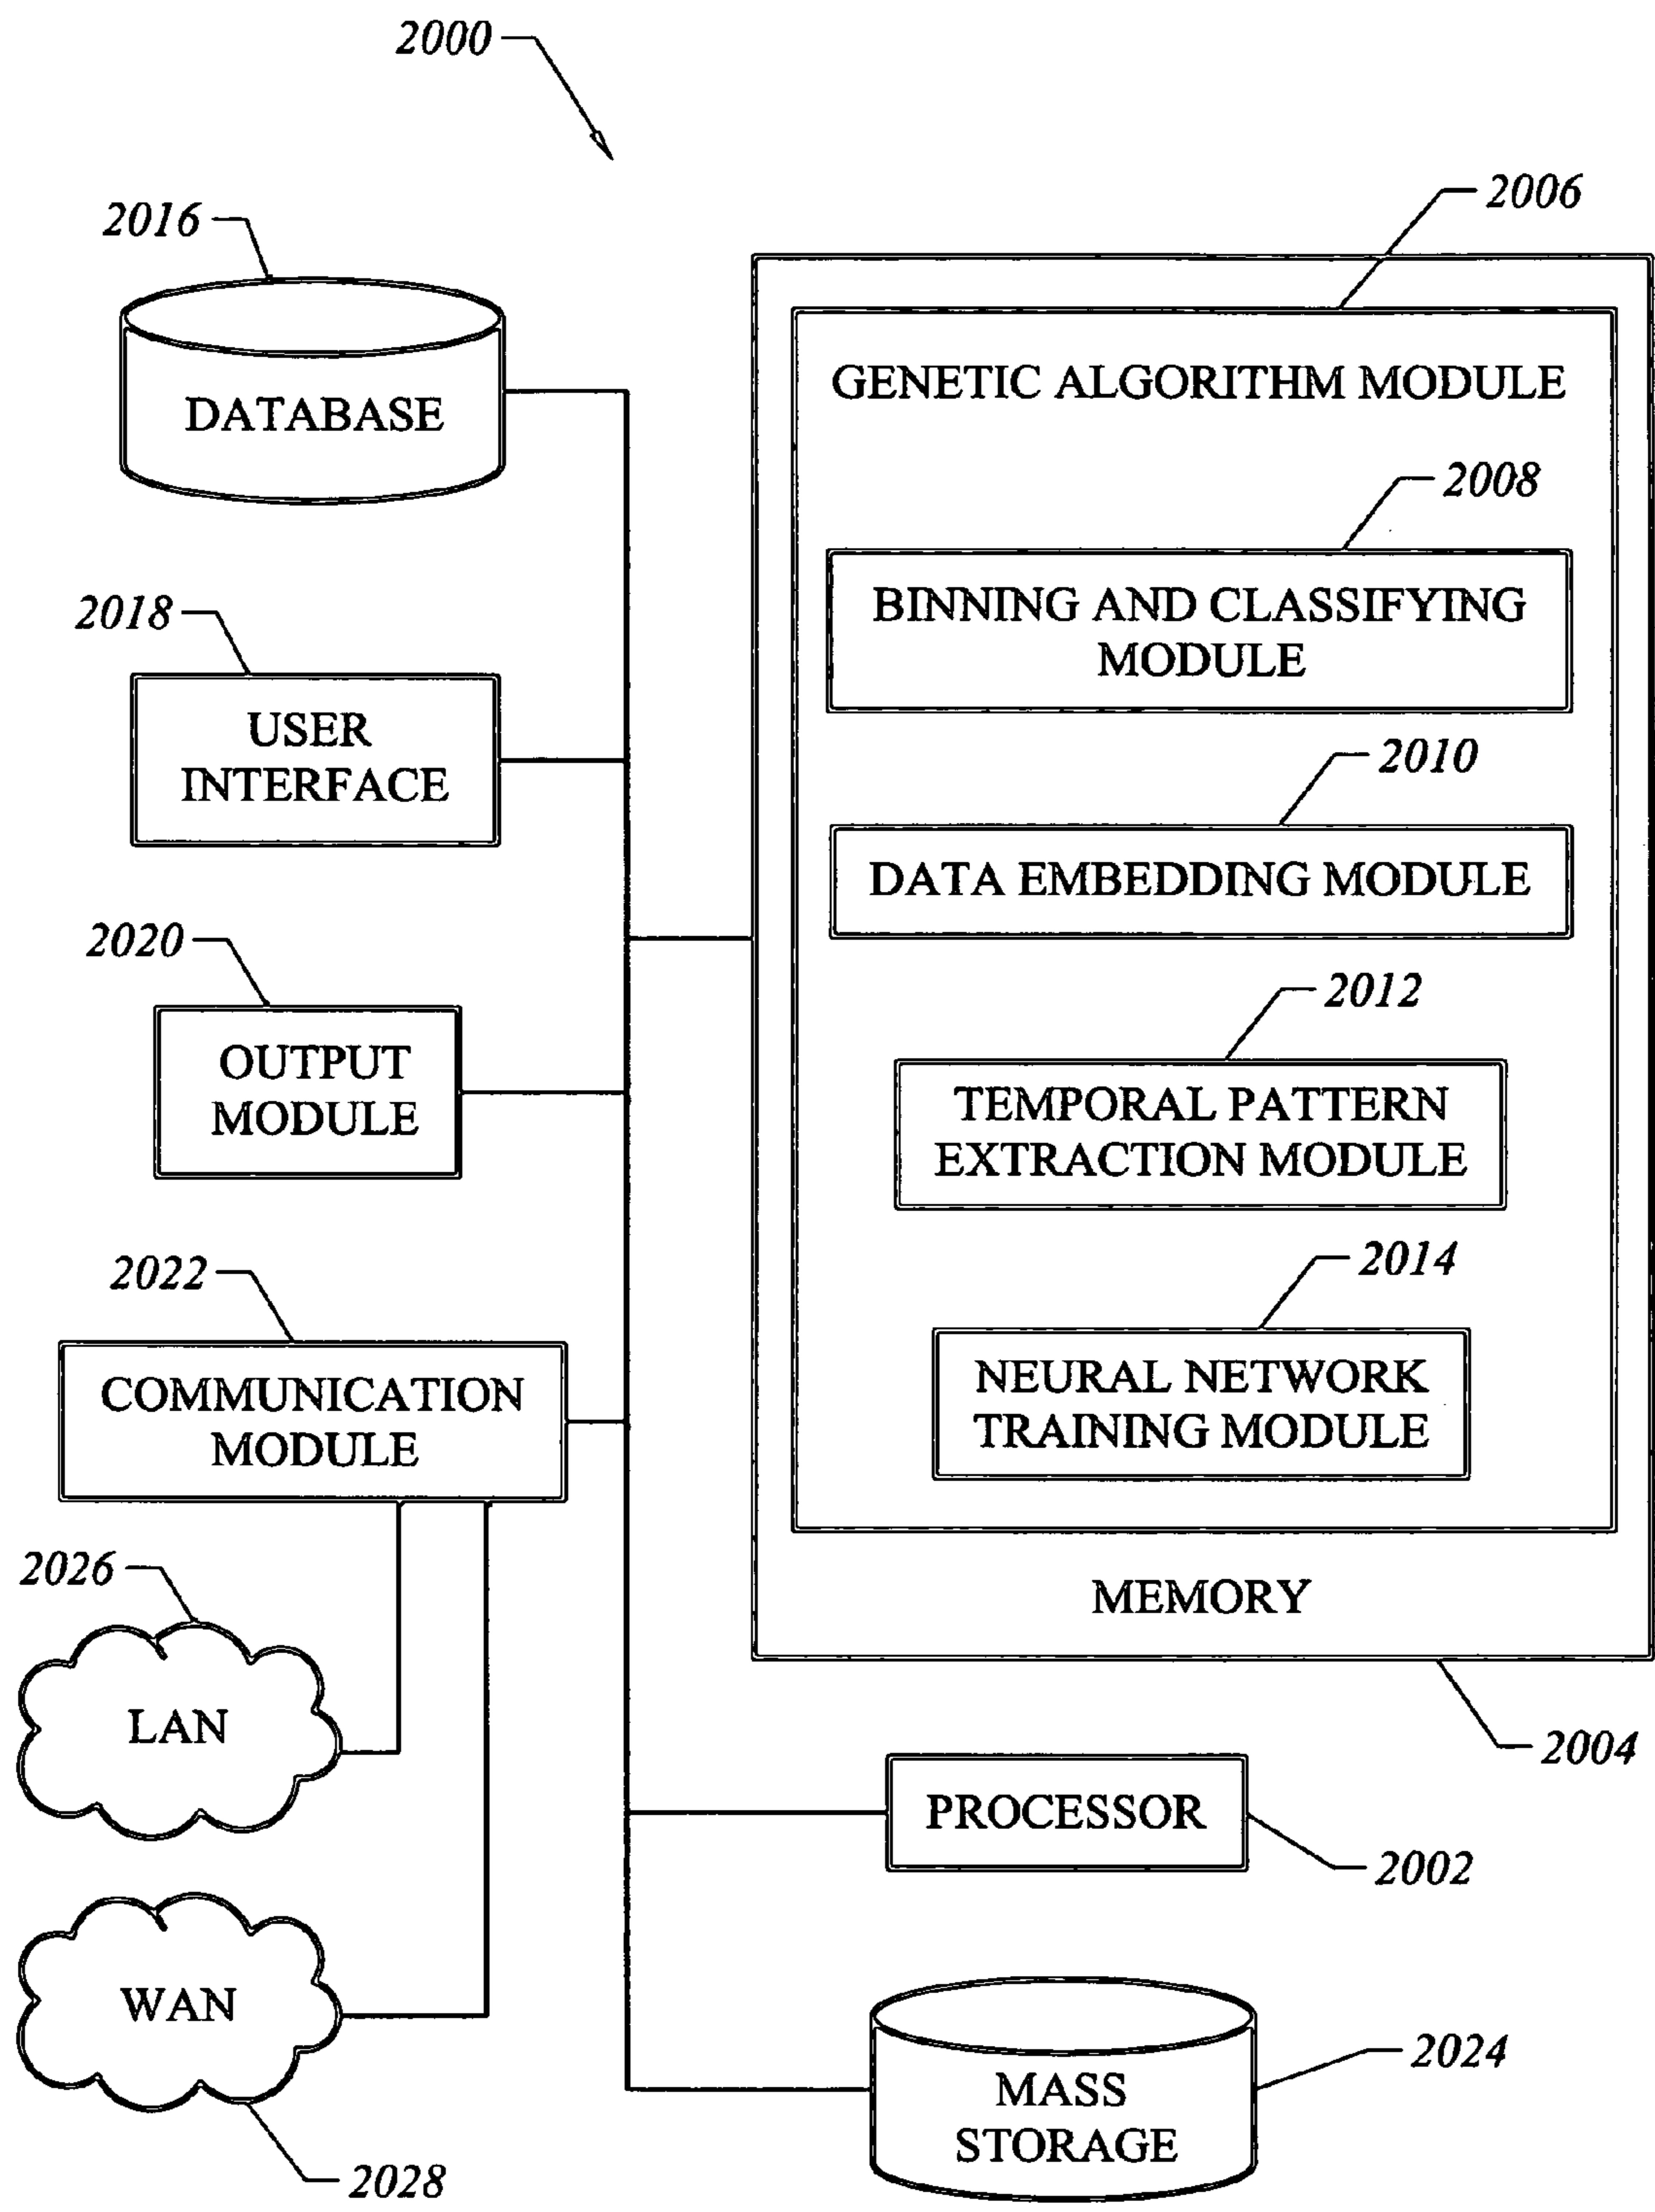 2000
2016
DATABASE
2018
USER
INTERFACE
2020
OUTPUT
MODULE
2022
COMMUNICATION
MODULE
2026
LAN
WAN
2028
2006
GENETIC ALGORITHM MODULE
2008
BINNING AND CLASSIFYING
MODULE
2010
DATA EMBEDDING MODULE
2012
TEMPORAL PATTERN
EXTRACTION MODULE
2014
NEURAL NETWORK
TRAINING MODULE
MEMORY
2004
PROCESSOR
2002
2024
MASS
STORAGE